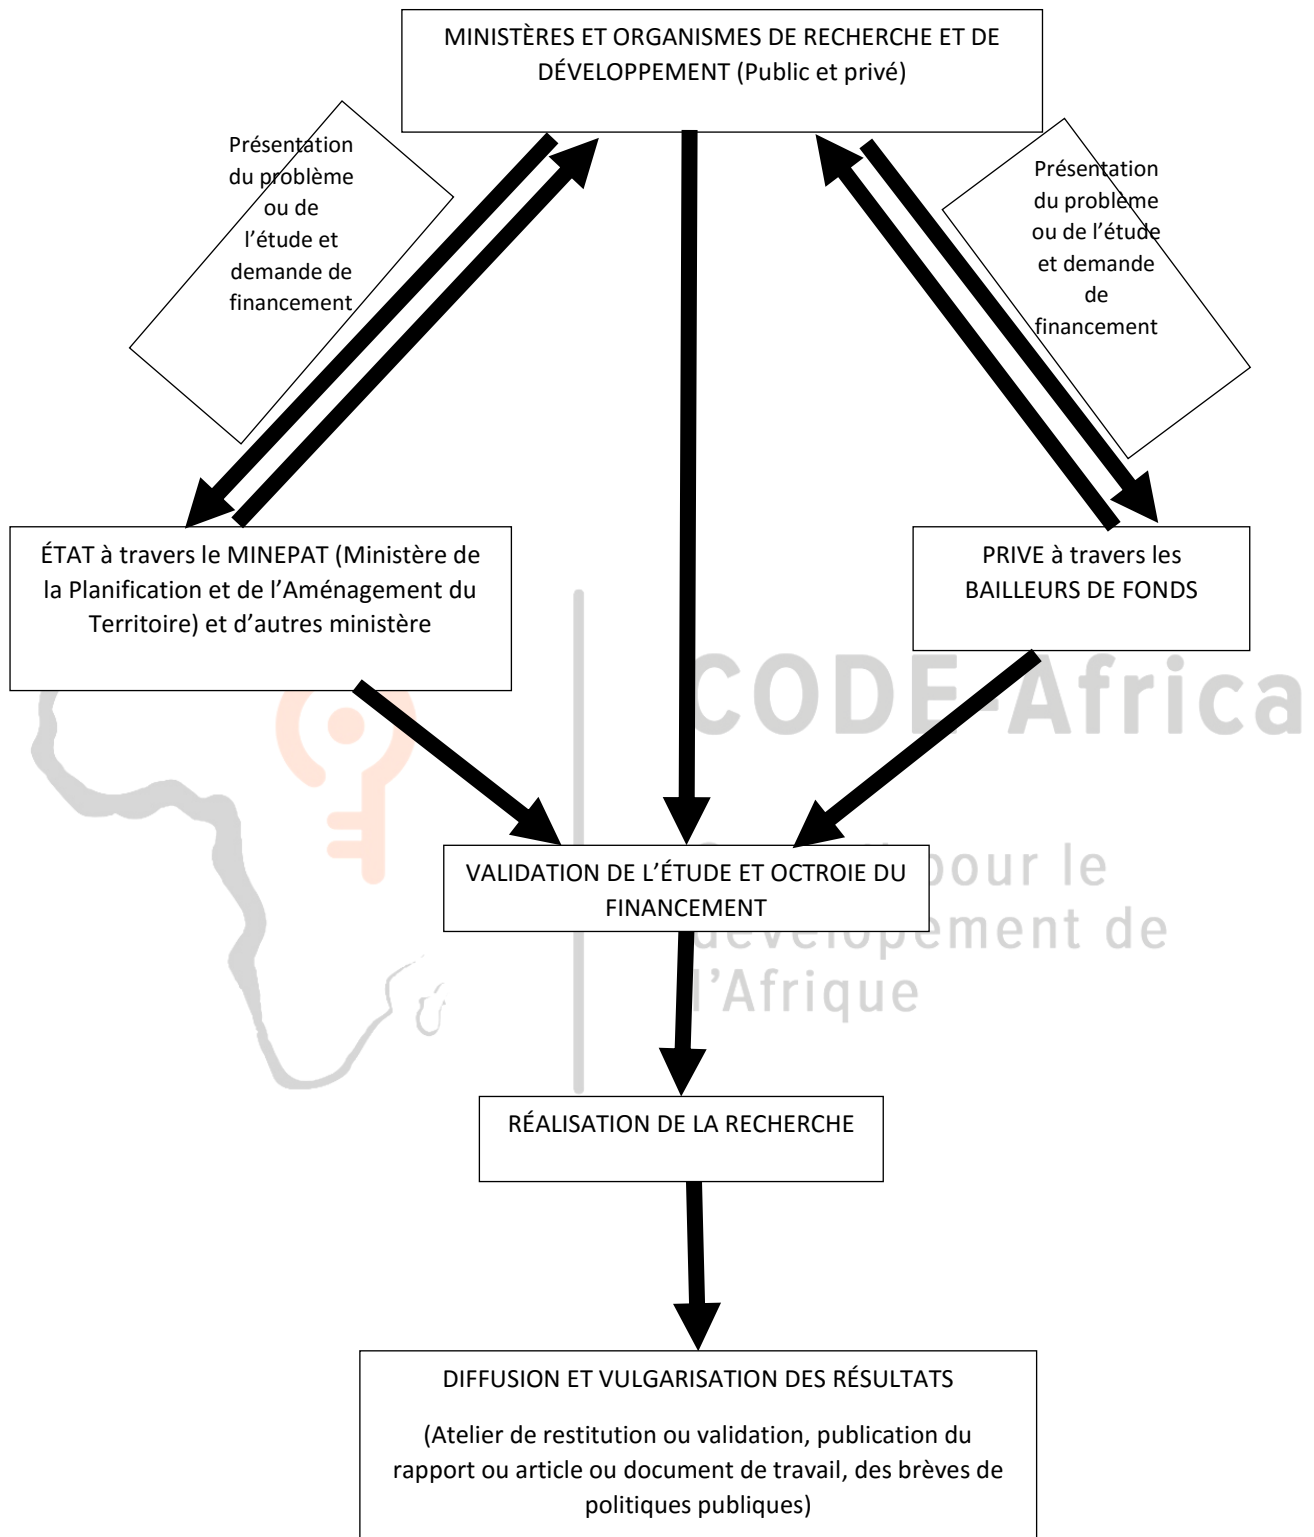 MINISTÈRES ET ORGANISMES DE RECHERCHE ET DE
DÉVELOPPEMENT (Public et privé)
Présentation
du problème
ou de
l’étude et
demande de
financement
Présentation
du problème
ou de l’étude
et demande
de
financement
ÉTAT à travers le MINEPAT (Ministère de
la Planification et de l’Aménagement du
Territoire) et d’autres ministère
PRIVE à travers les
BAILLEURS DE FONDS
CODE-Africa
VALIDATION DE L’ÉTUDE ET OCTROIE DU
FINANCEMENT
pour le
développement de
l’Afrique
RÉALISATION DE LA RECHERCHE
DIFFUSION ET VULGARISATION DES RÉSULTATS
(Atelier de restitution ou validation, publication du
rapport ou article ou document de travail, des brèves de
politiques publiques)